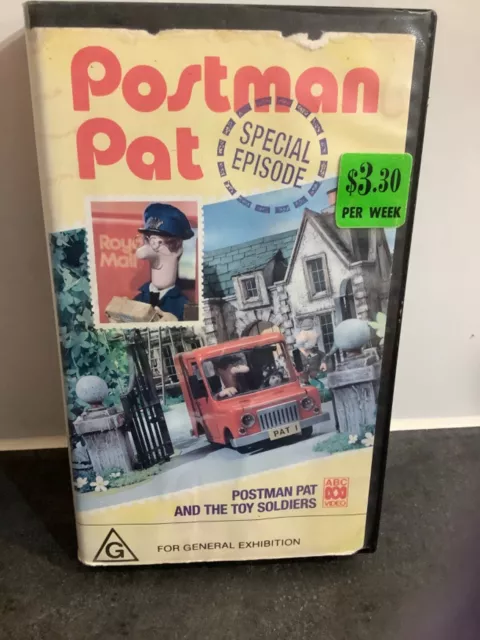 Postman
Pat
SPECIAL
EPISODE
$3.30
PER WEEK
Royal
Mail
PAT 1
POSTMAN PAT
AND THE TOY SOLDIERS
ABC
VIDEO
G
FOR GENERAL EXHIBITION